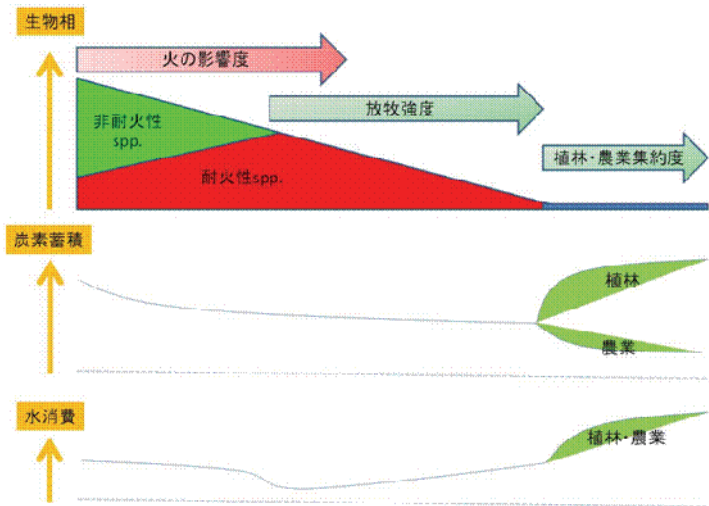 生物相
火の影響度
放牧強度
非耐火性
spp.
植林・農業集約度
耐火性spp.
炭素蓄積
植林
農業
水消費
植林・農業